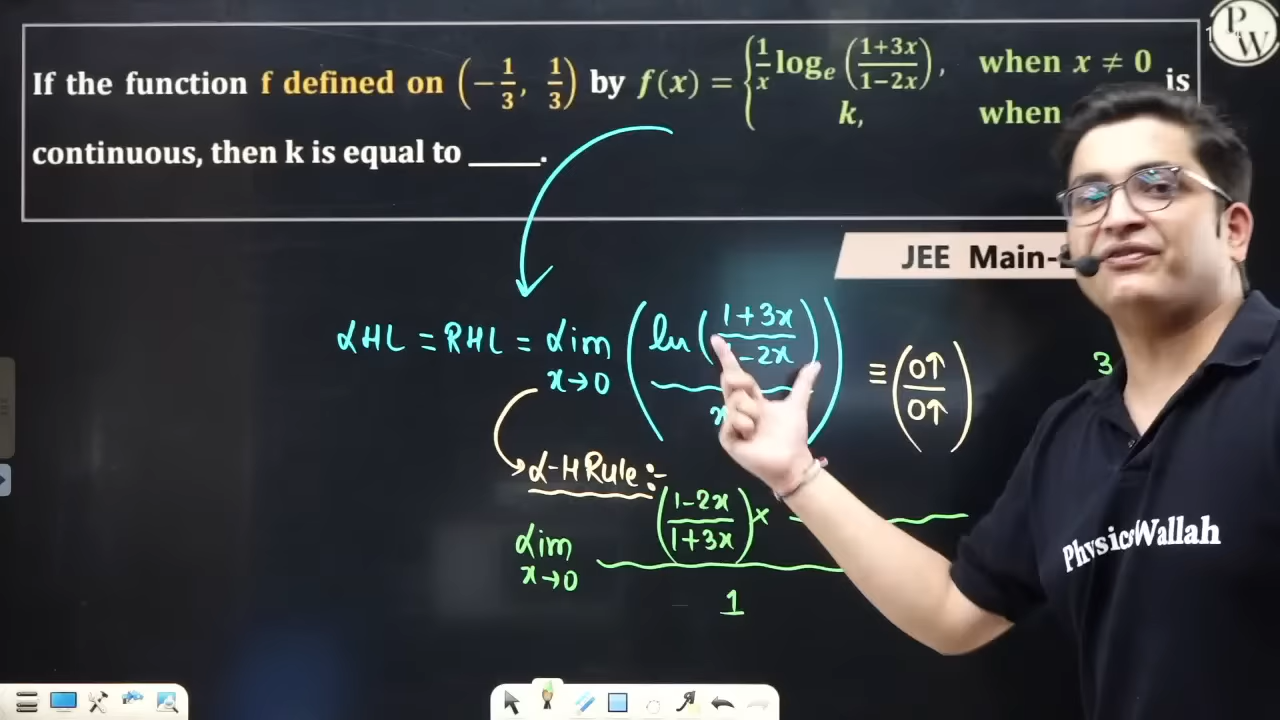 If the function f defined on (-1/3, 1/3) by f(x) = { 1/x logₑ((1+3x)/(1-2x)), when x ≠ 0
k, when
is
continuous, then k is equal to _____.
PW
JEE Main-
LHL = RHL = Lim x→0 ( ln( (1+3x)/(1-2x) ) / x ) ≡ (0↑/0↑)
3
L-H Rule:-
Lim x→0 ((1-2x)/(1+3x)) ×
1
PhysicsWallah